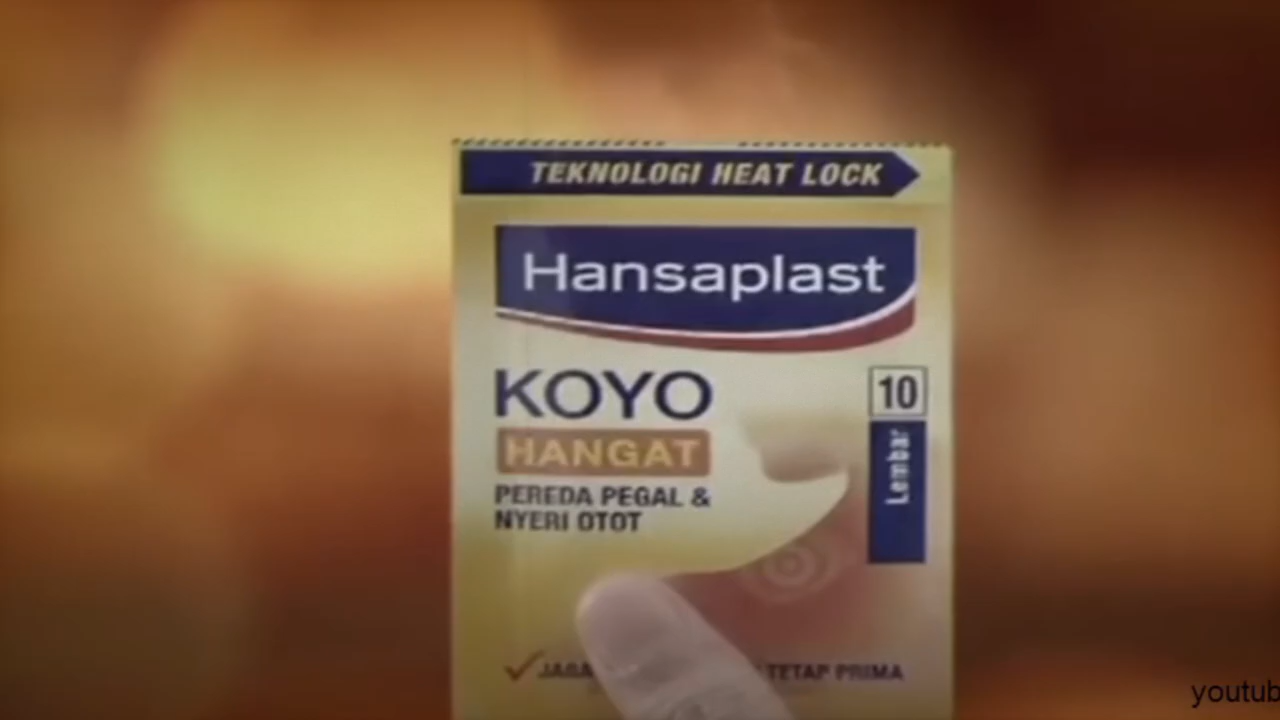 TEKNOLOGI HEAT LOCK
Hansaplast
KOYO
HANGAT
PEREDA PEGAL &
NYERI OTOT
10
Lembar
TETAP PRIMA
youtub